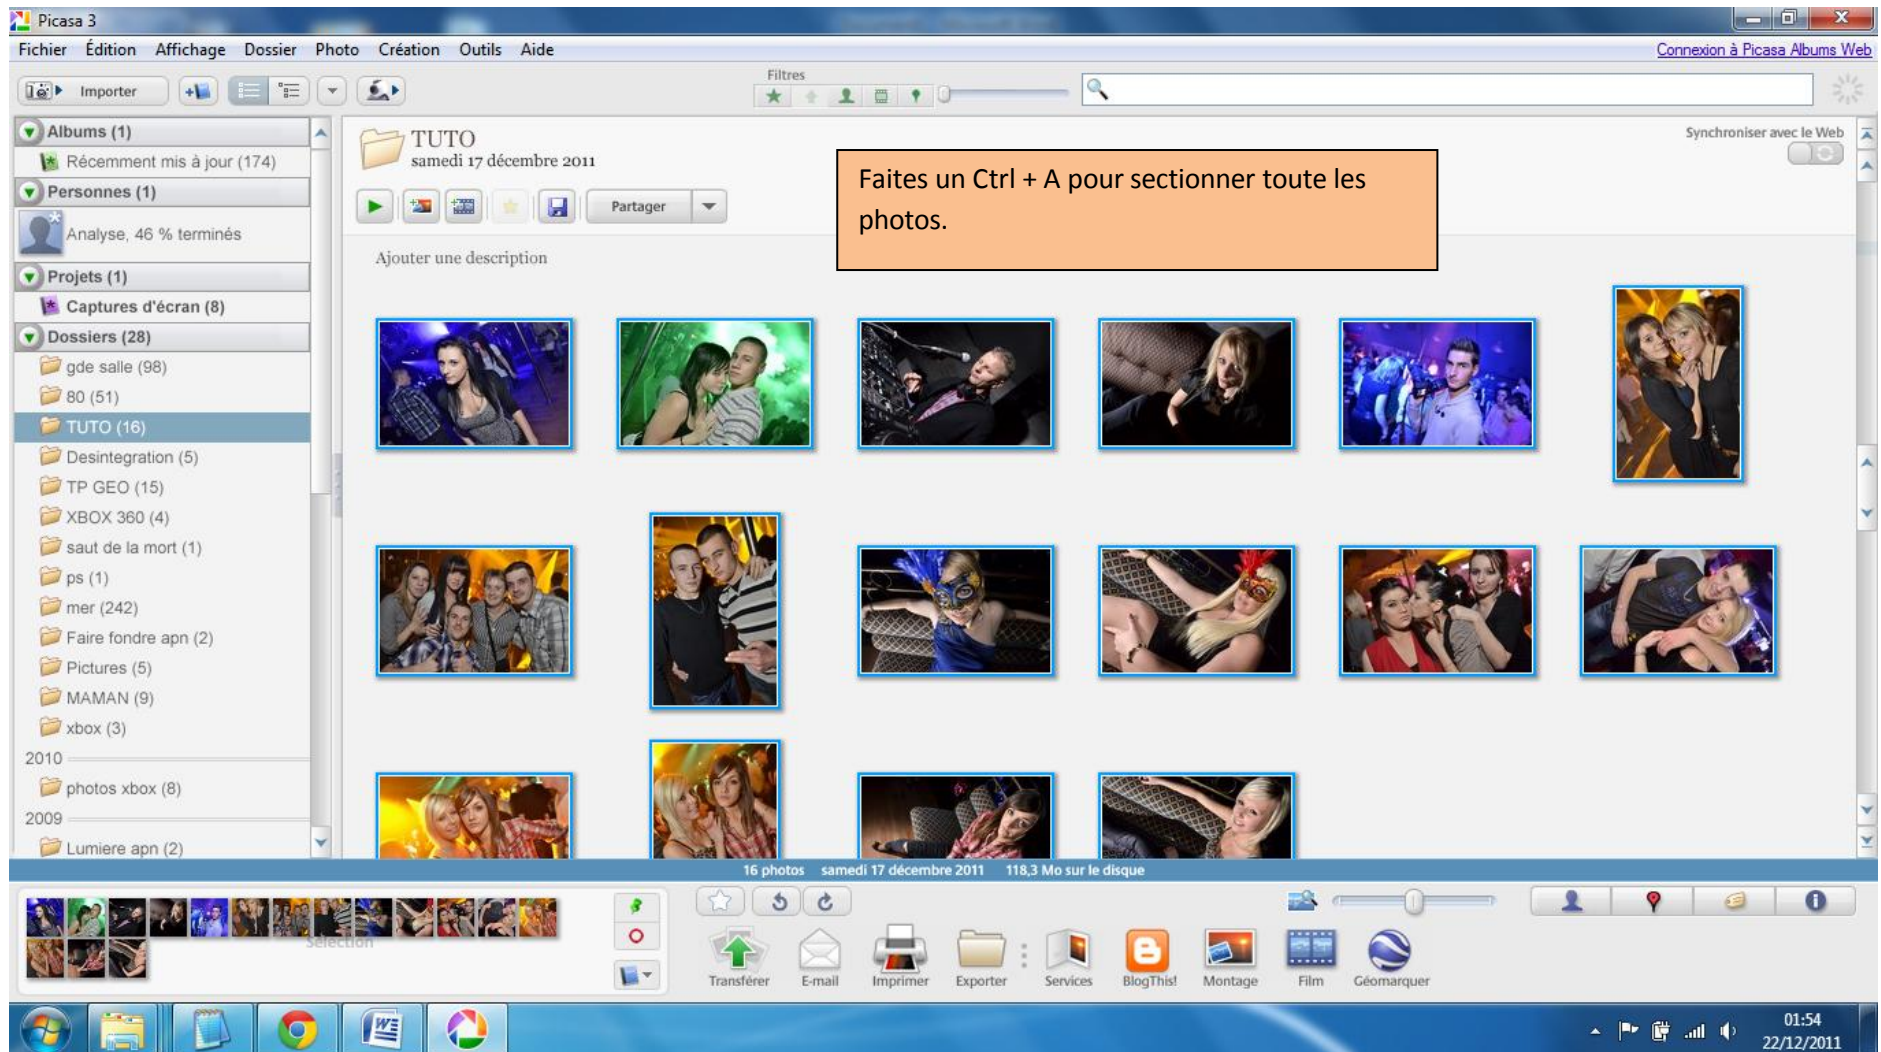 Picasa 3
Fichier Édition Affichage Dossier Photo Création Outils Aide
Connexion à Picasa Albums Web
Importer
Filtres
Albums (1)
Récemment mis à jour (174)
Personnes (1)
Analyse, 46 % terminés
Projets (1)
Captures d'écran (8)
Dossiers (28)
gde salle (98)
80 (51)
TUTO (16)
Desintegration (5)
TP GEO (15)
XBOX 360 (4)
saut de la mort (1)
ps (1)
mer (242)
Faire fondre apn (2)
Pictures (5)
MAMAN (9)
xbox (3)
2010
photos xbox (8)
2009
Lumiere apn (2)
TUTO
samedi 17 décembre 2011
Synchroniser avec le Web
Partager
Faites un Ctrl + A pour sectionner toute les
photos.
Ajouter une description
16 photos samedi 17 décembre 2011 118,3 Mo sur le disque
Sélection
Transférer E-mail Imprimer Exporter Services BlogThis! Montage Film Géomarquer
01:54
22/12/2011